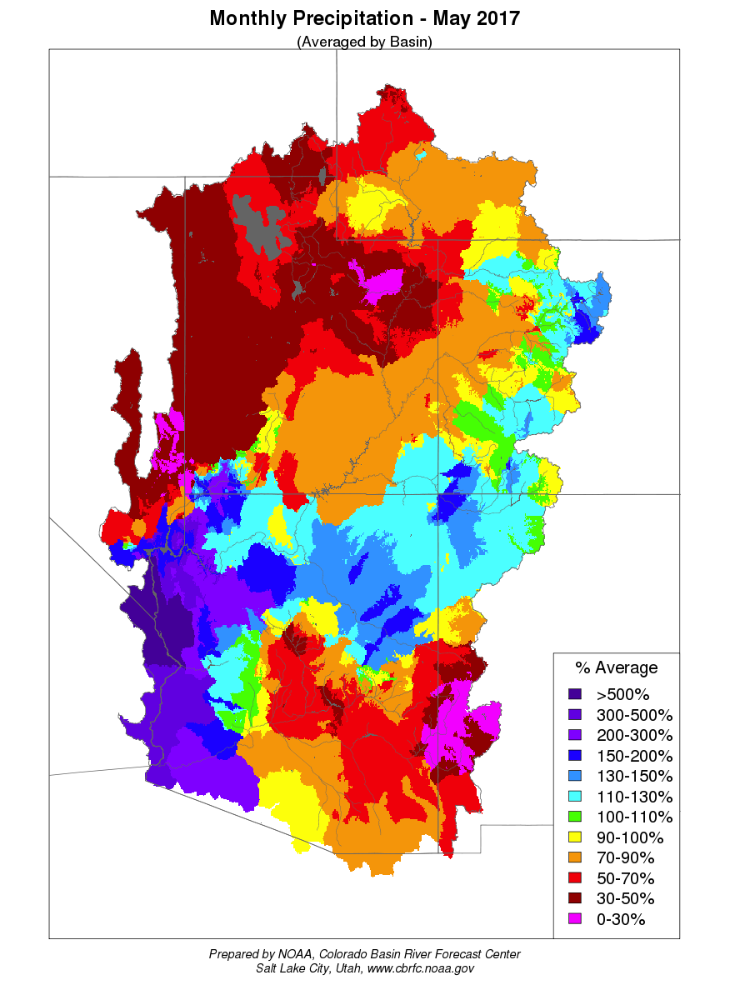 Monthly Precipitation - May 2017
(Averaged by Basin)
% Average
>500%
300-500%
200-300%
150-200%
130-150%
110-130%
100-110%
90-100%
70-90%
50-70%
30-50%
0-30%
Prepared by NOAA, Colorado Basin River Forecast Center
Salt Lake City, Utah, www.cbrfc.noaa.gov